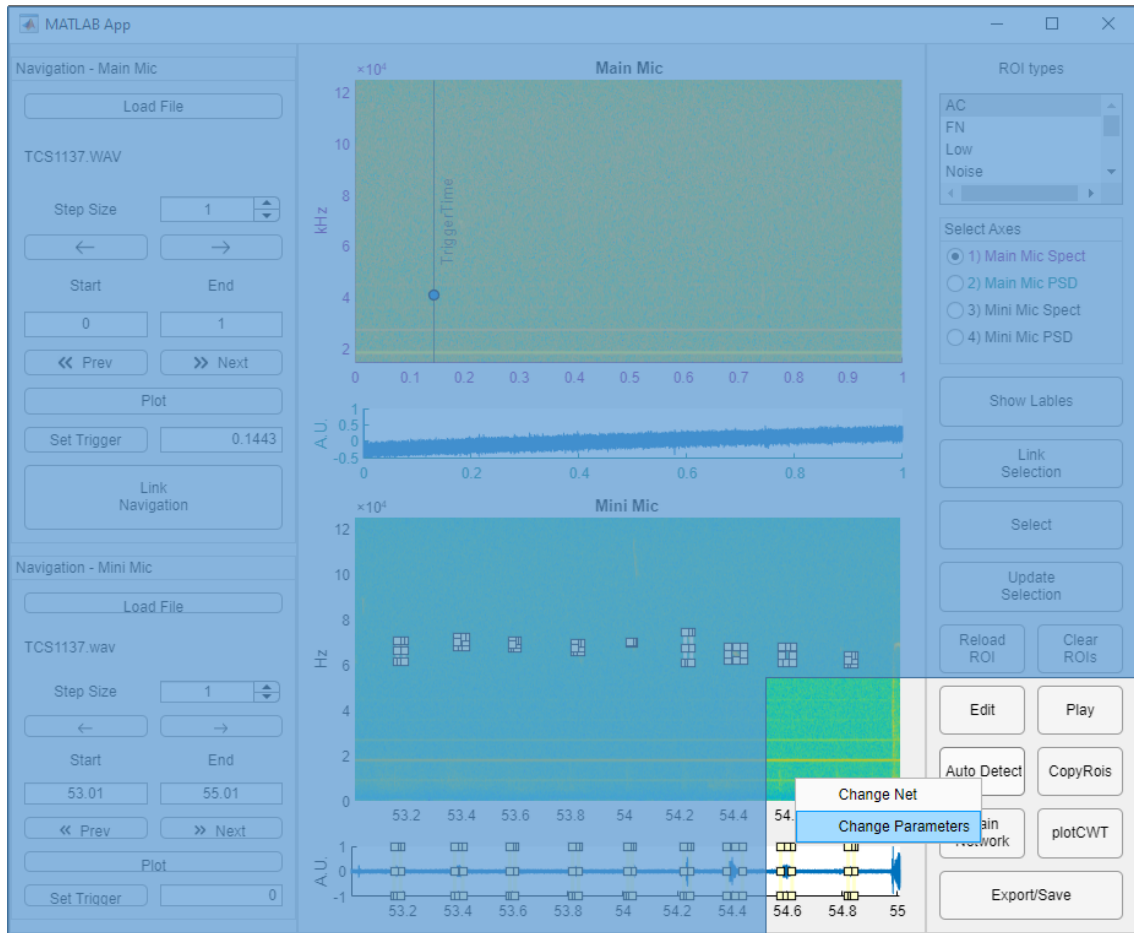 MATLAB App
Navigation - Main Mic
Load File
TCS1137.WAV
Step Size
1
←
→
Start
End
0
1
Prev
Next
Plot
Set Trigger
0.1443
Link
Navigation
Navigation - Mini Mic
Load File
TCS1137.wav
Step Size
1
←
→
Start
End
53.01
55.01
Prev
Next
Plot
Set Trigger
0
Main Mic
×10⁴
12
10
8
6
4
2
kHz
TriggerTime
0 0.1 0.2 0.3 0.4 0.5 0.6 0.7 0.8 0.9 1
A.U.
1
0.5
0
-0.5
0 0.2 0.4 0.6 0.8 1
Mini Mic
×10⁴
12
10
8
6
4
2
0
Hz
53.2 53.4 53.6 53.8 54 54.2 54.4 54.
A.U.
1
0
-1
53.2 53.4 53.6 53.8 54 54.2 54.4 54.6 54.8 55
ROI types
AC
FN
Low
Noise
Select Axes
1) Main Mic Spect
2) Main Mic PSD
3) Mini Mic Spect
4) Mini Mic PSD
Show Lables
Link
Selection
Select
Update
Selection
Reload
ROI
Clear
ROIs
Edit
Play
Auto Detect
CopyRois
Change Net
Change Parameters
ain
Network
plotCWT
Export/Save